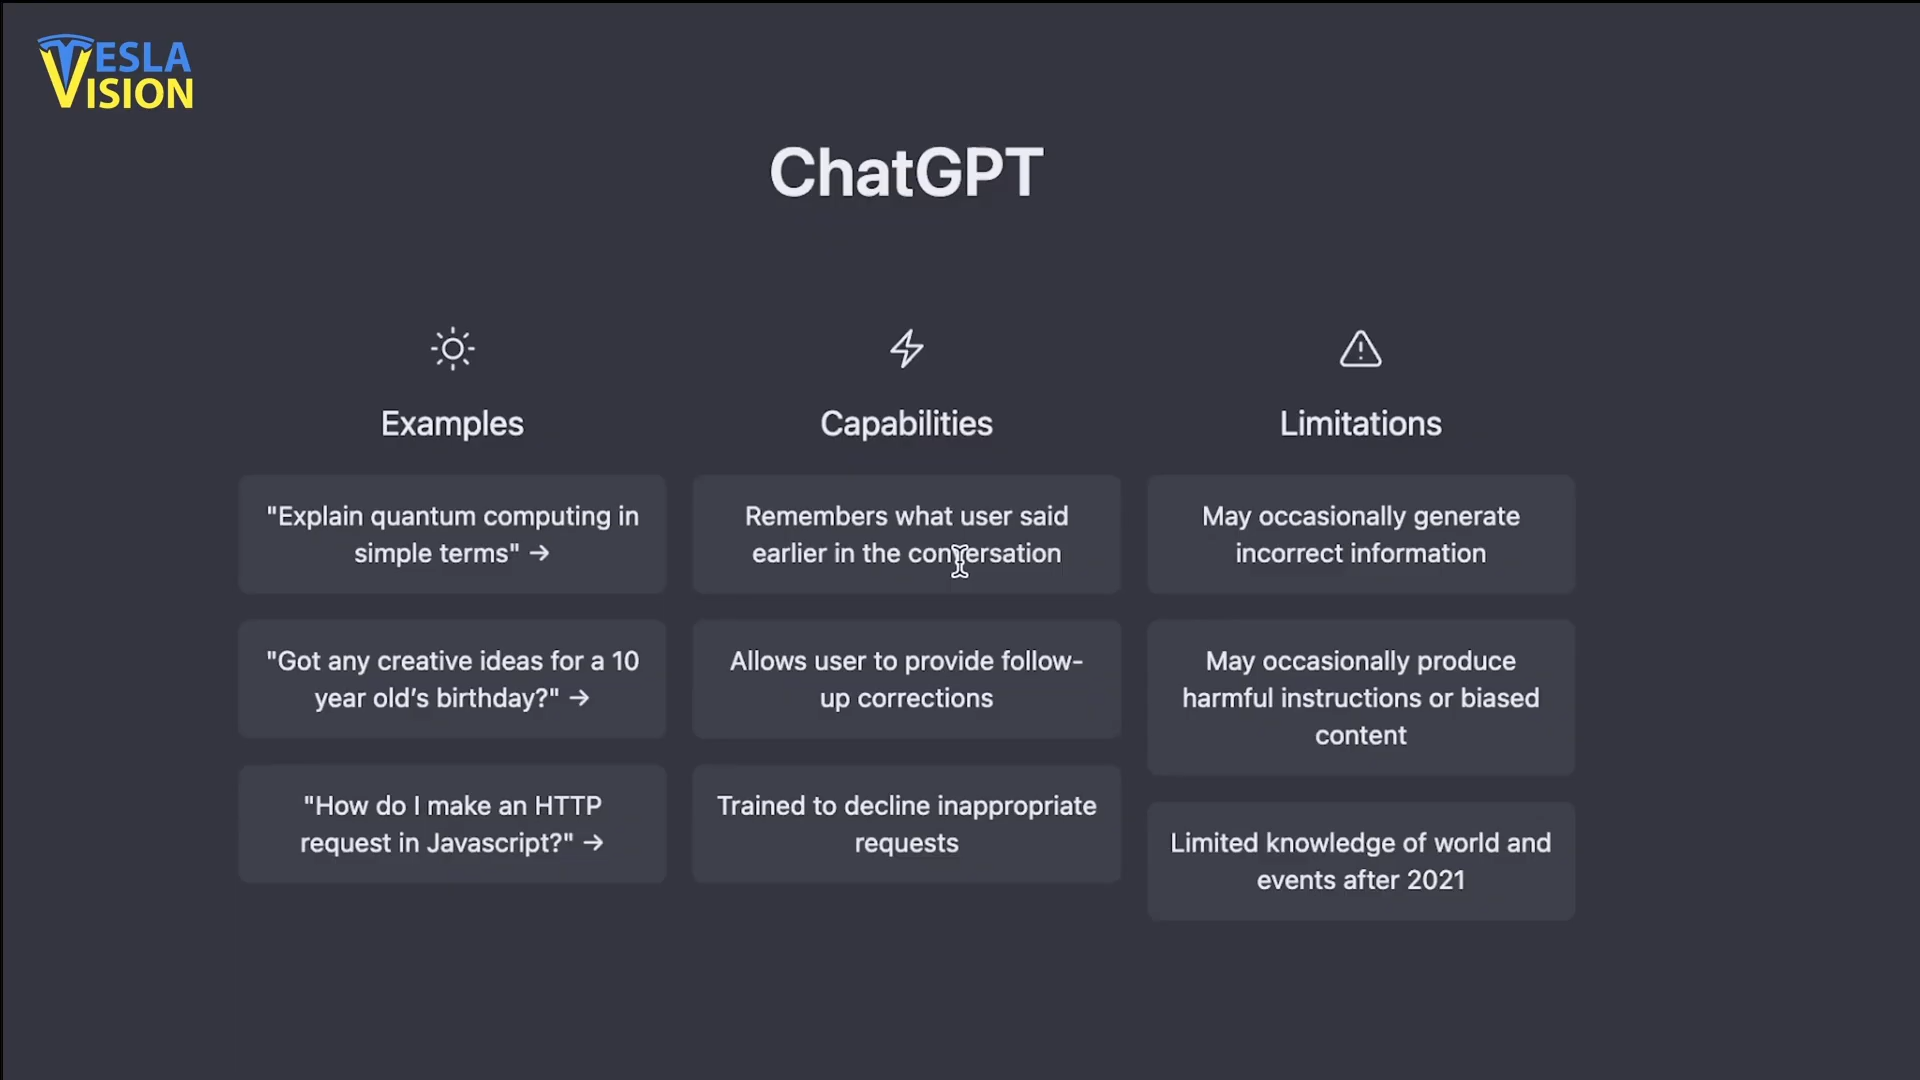 TESLA
VISION
ChatGPT
Examples
"Explain quantum computing in
simple terms" →
"Got any creative ideas for a 10
year old's birthday?" →
"How do I make an HTTP
request in Javascript?" →
Capabilities
Remembers what user said
earlier in the conversation
Allows user to provide follow-
up corrections
Trained to decline inappropriate
requests
Limitations
May occasionally generate
incorrect information
May occasionally produce
harmful instructions or biased
content
Limited knowledge of world and
events after 2021